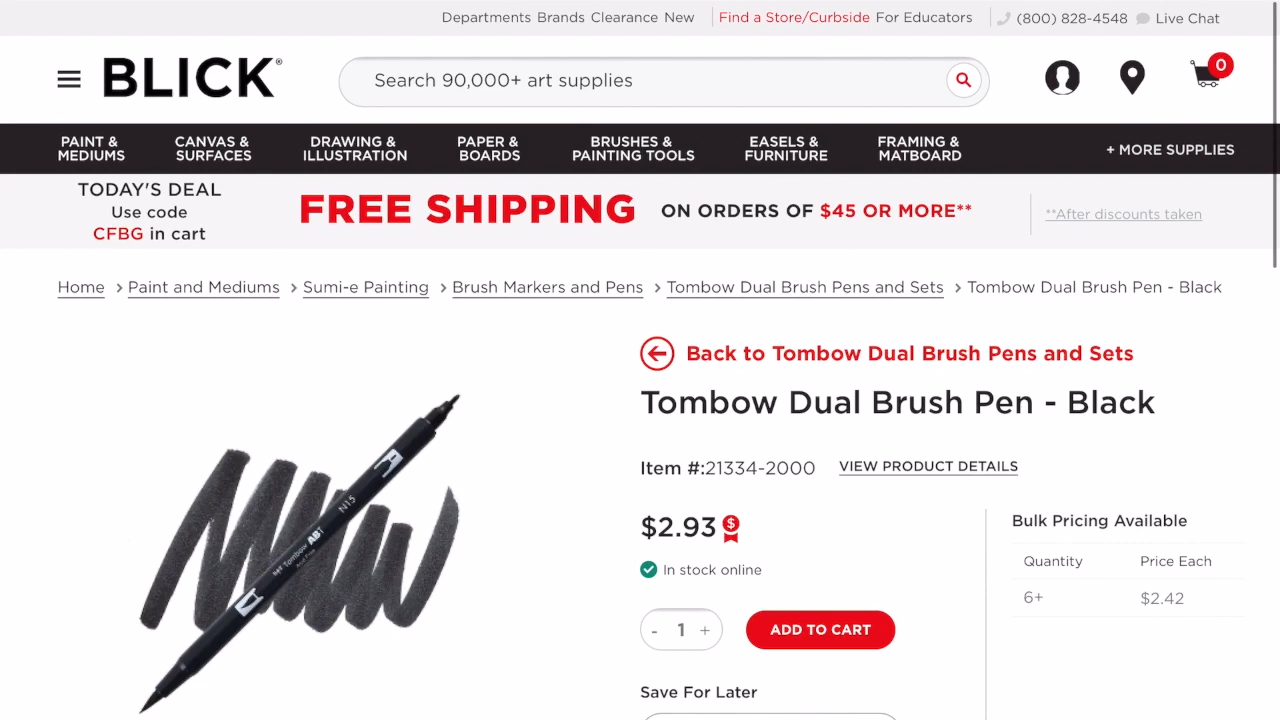 Departments Brands Clearance New Find a Store/Curbside For Educators (800) 828-4548 Live Chat
BLICK®
Search 90,000+ art supplies
0
PAINT & MEDIUMS
CANVAS & SURFACES
DRAWING & ILLUSTRATION
PAPER & BOARDS
BRUSHES & PAINTING TOOLS
EASELS & FURNITURE
FRAMING & MATBOARD
+ MORE SUPPLIES
TODAY'S DEAL
Use code
CFBG in cart
FREE SHIPPING ON ORDERS OF $45 OR MORE**
**After discounts taken
Home > Paint and Mediums > Sumi-e Painting > Brush Markers and Pens > Tombow Dual Brush Pens and Sets > Tombow Dual Brush Pen - Black
Back to Tombow Dual Brush Pens and Sets
Tombow Dual Brush Pen - Black
Item #:21334-2000 VIEW PRODUCT DETAILS
$2.93 $
In stock online
- 1 +
ADD TO CART
Save For Later
Bulk Pricing Available
Quantity Price Each
6+ $2.42
N15
Tombow ABT
Acid Free